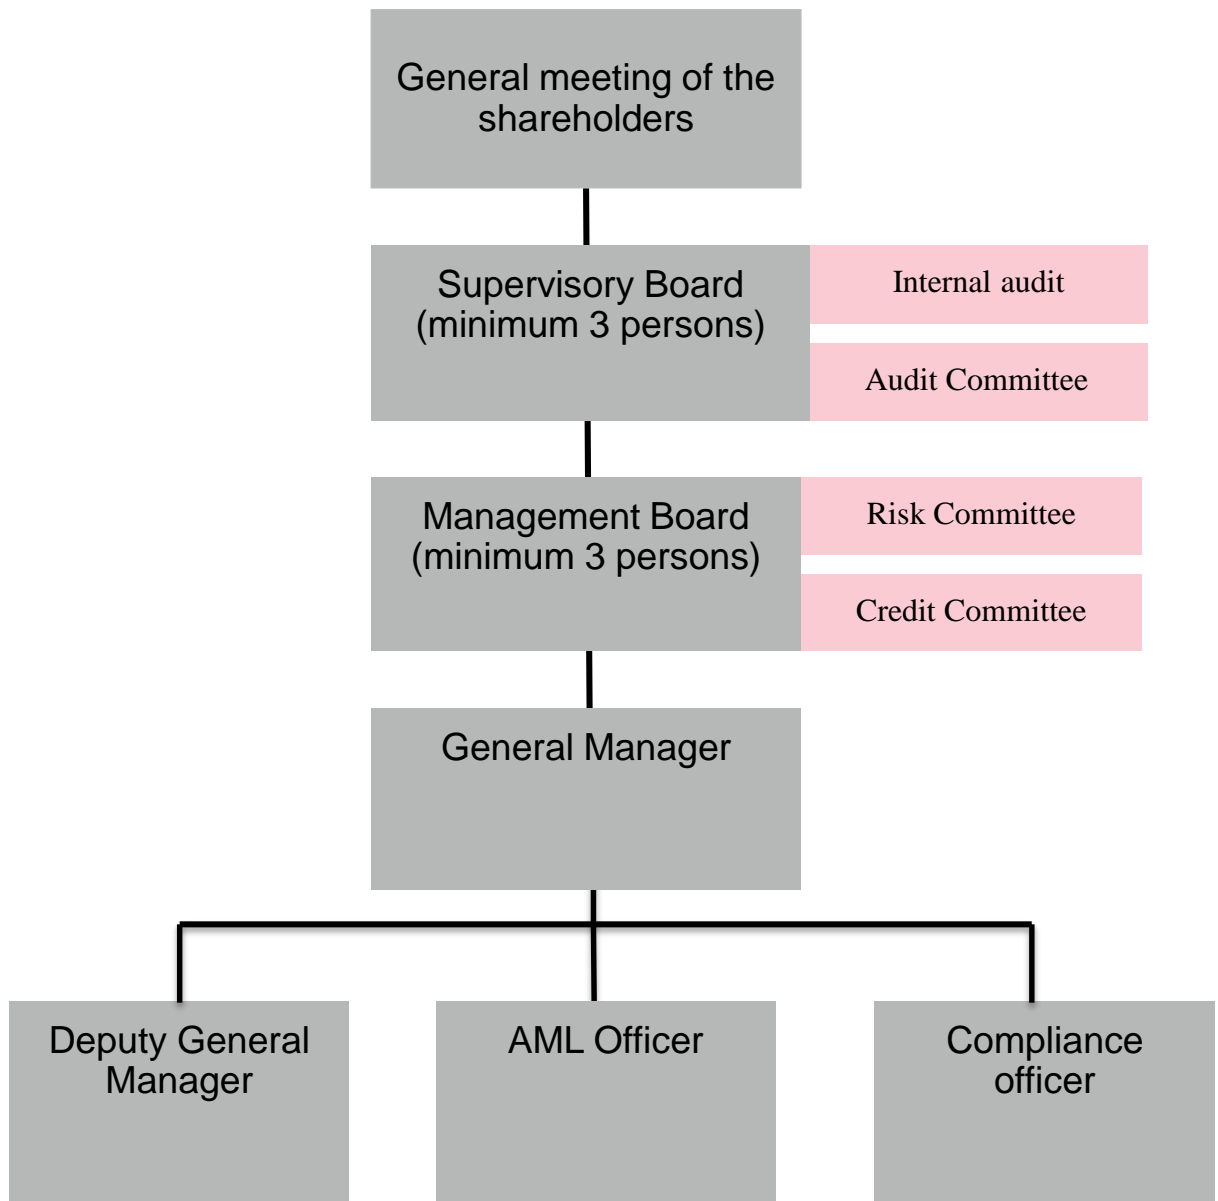 General meeting of the
shareholders
Supervisory Board
(minimum 3 persons)
Internal audit
Audit Committee
Management Board
(minimum 3 persons)
Risk Committee
Credit Committee
General Manager
Deputy General
Manager
AML Officer
Compliance
officer